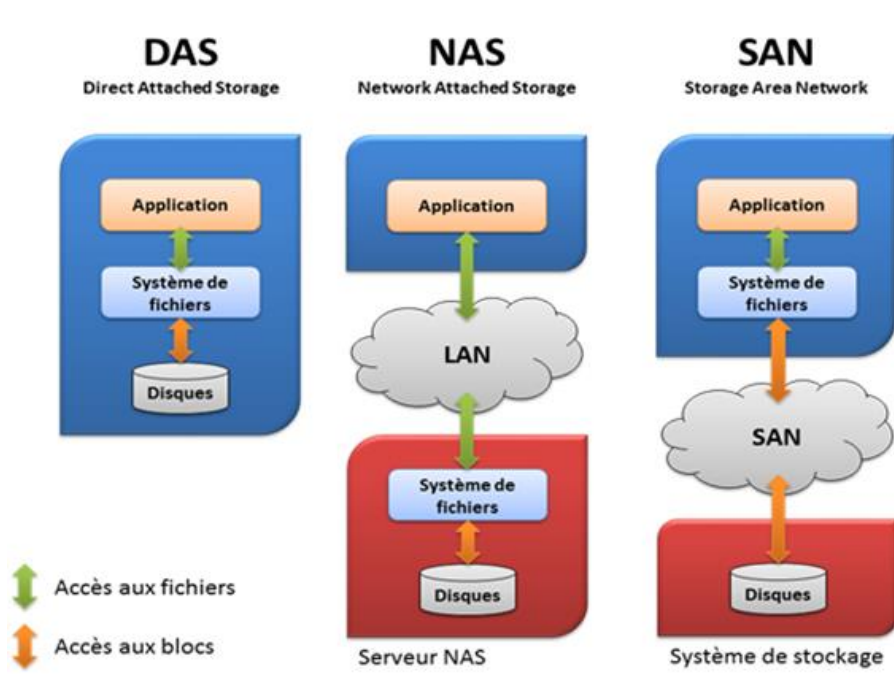 DAS
Direct Attached Storage
Application
Système de
fichiers
Disques
NAS
Network Attached Storage
Application
LAN
Système de
fichiers
Disques
Serveur NAS
SAN
Storage Area Network
Application
Système de
fichiers
SAN
Disques
Système de stockage
Accès aux fichiers
Accès aux blocs